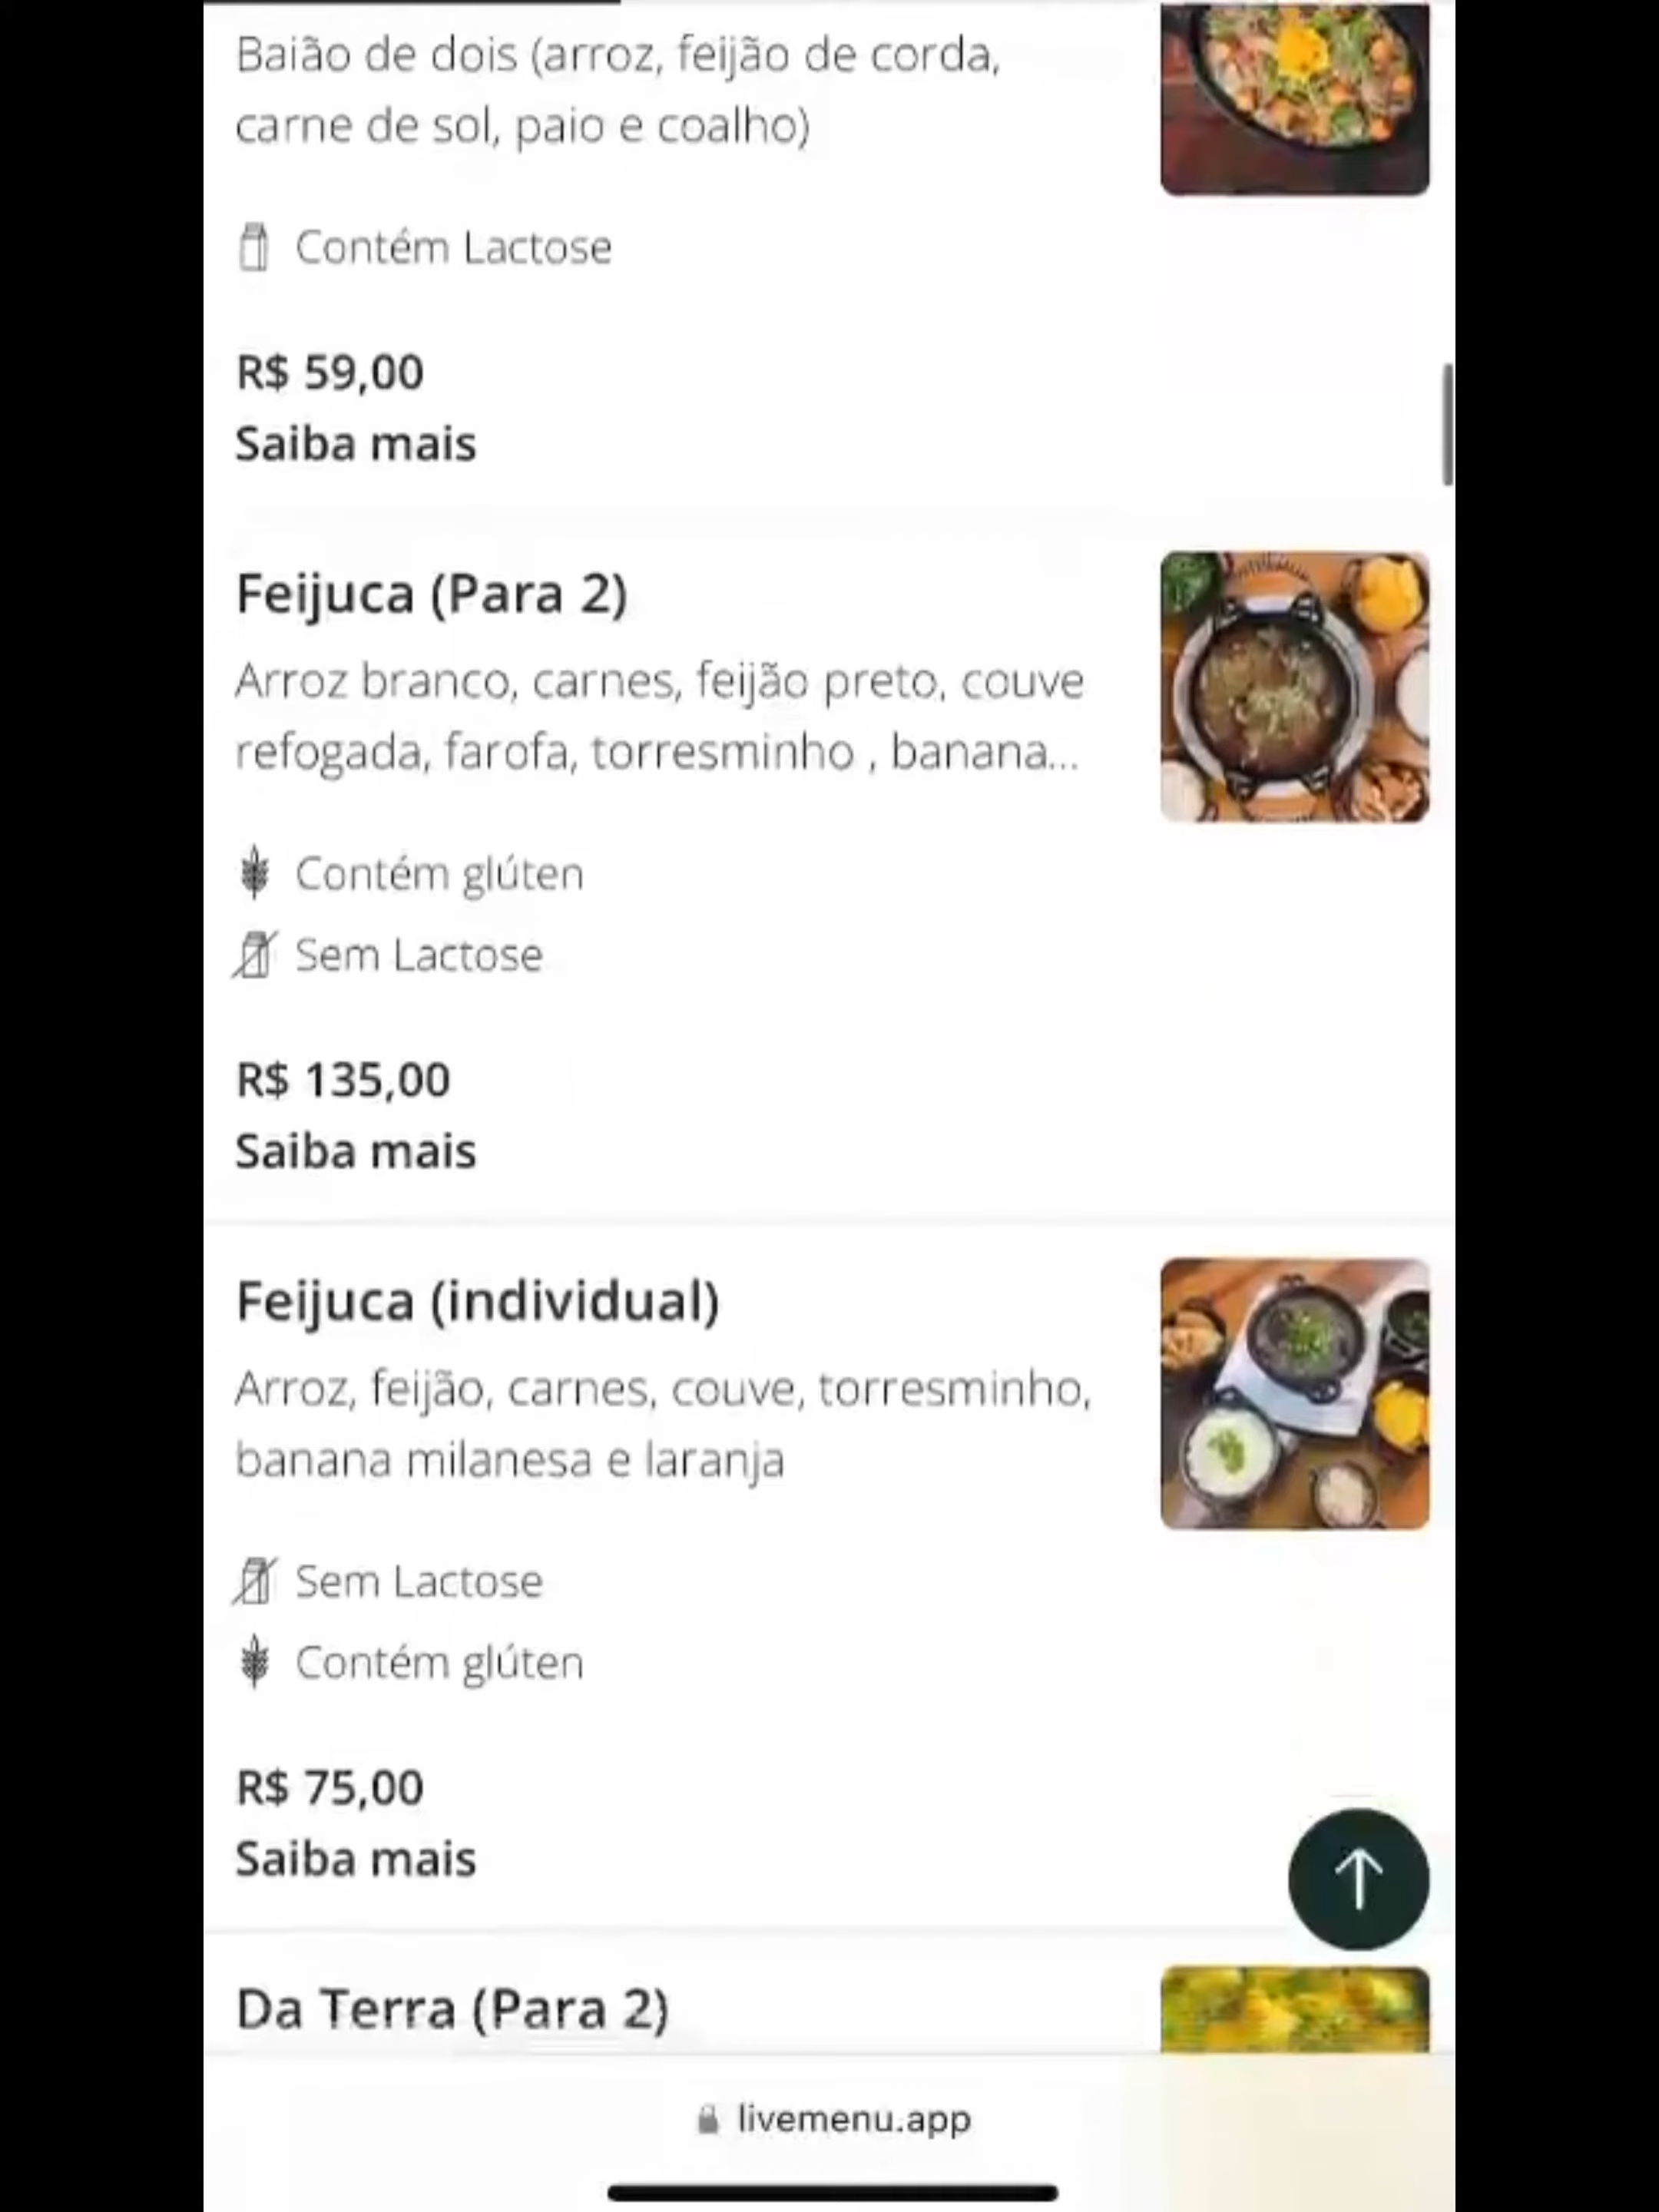 Baião de dois (arroz, feijão de corda,
carne de sol, paio e coalho)
Contém Lactose
R$ 59,00
Saiba mais
Feijuca (Para 2)
Arroz branco, carnes, feijão preto, couve
refogada, farofa, torresminho , banana...
Contém glúten
Sem Lactose
R$ 135,00
Saiba mais
Feijuca (individual)
Arroz, feijão, carnes, couve, torresminho,
banana milanesa e laranja
Sem Lactose
Contém glúten
R$ 75,00
Saiba mais
Da Terra (Para 2)
livemenu.app